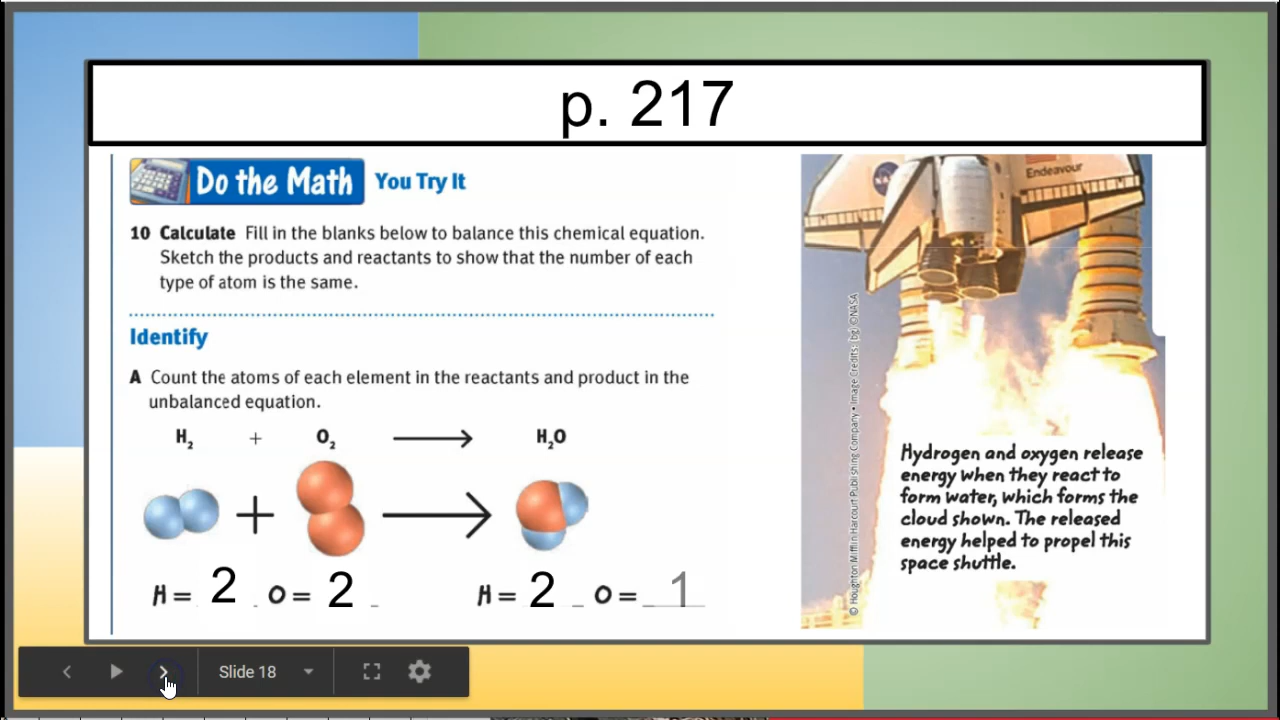 p. 217
Do the Math You Try It
10 Calculate Fill in the blanks below to balance this chemical equation.
Sketch the products and reactants to show that the number of each
type of atom is the same.
Identify
A Count the atoms of each element in the reactants and product in the
unbalanced equation.
H₂ + O₂ → H₂O
+ →
H = 2 O = 2 H = 2 O = 1
NASA
Endeavour
© Houghton Mifflin Harcourt Publishing Company • Image Credits: (bg) ©NASA
Hydrogen and oxygen release
energy when they react to
form water, which forms the
cloud shown. The released
energy helped to propel this
space shuttle.
Slide 18